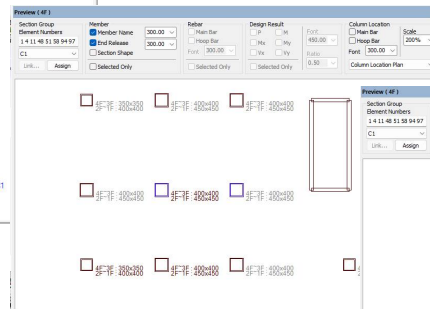 Preview ( 4F )
Section Group
Element Numbers
1 4 11 48 51 58 94 97
C1
Link... Assign
Member
Member Name 300.00
End Release 300.00
Section Shape
Selected Only
Rebar
Main Bar
Hoop Bar
Font 300.00
Selected Only
Design Result
P M
Mx My
Vx Vy
Selected Only
Font
450.00
Ratio
0.50
Column Location
Main Bar
Hoop Bar
Font 300.00
Column Location Plan
Scale
200%
Preview ( 4F )
Section Group
Element Numbers
1 4 11 48 51 58 94 97
C1
Link... Assign
4F~3F : 350x350
2F~1F : 400x400
4F~3F : 400x400
2F~1F : 450x450
4F~3F : 400x400
2F~1F : 450x450
4F~3F : 400x400
2F~1F : 450x450
4F~3F : 400x400
2F~1F : 450x450
4F~3F : 400x400
2F~1F : 450x450
4F~3F : 350x350
2F~1F : 400x400
4F~3F : 400x400
2F~1F : 450x450
4F~3F : 400x400
2F~1F : 450x450